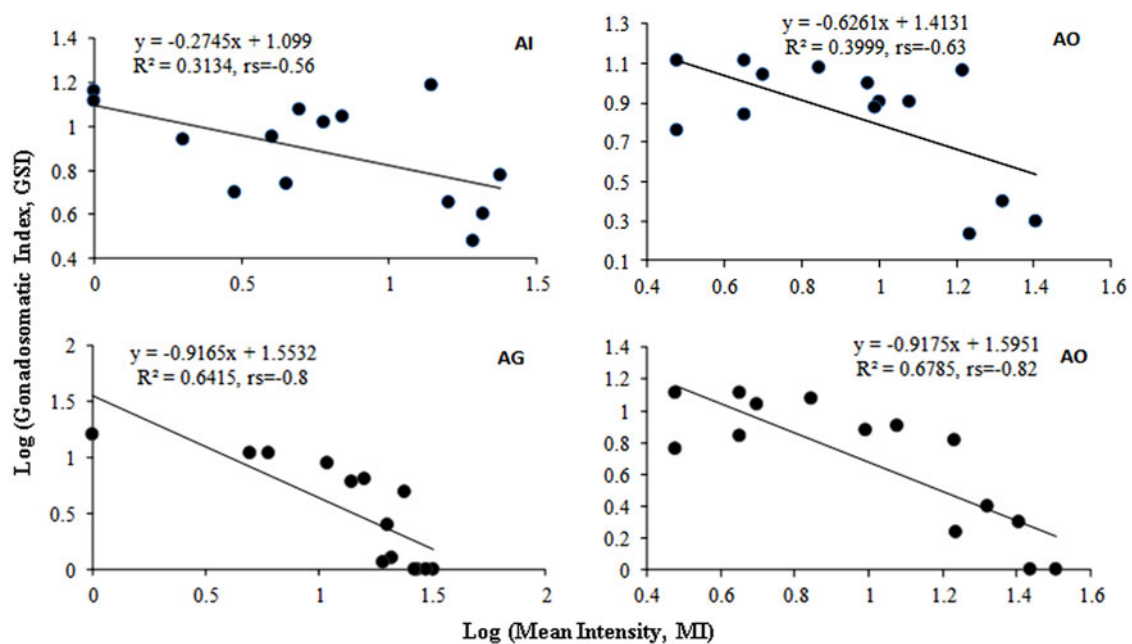 Log (Gonadosomatic Index, GSI)
AI
y = -0.2745x + 1.099
R² = 0.3134, rs=-0.56
1.4
1.2
1
0.8
0.6
0.4
0 0.5 1 1.5
AO
y = -0.6261x + 1.4131
R² = 0.3999, rs=-0.63
1.3
1.1
0.9
0.7
0.5
0.3
0.1
0.4 0.6 0.8 1 1.2 1.4 1.6
AG
y = -0.9165x + 1.5532
R² = 0.6415, rs=-0.8
2
1.5
1
0.5
0
0 0.5 1 1.5 2
AO
y = -0.9175x + 1.5951
R² = 0.6785, rs=-0.82
1.4
1.2
1
0.8
0.6
0.4
0.2
0
0.4 0.6 0.8 1 1.2 1.4 1.6
Log (Mean Intensity, MI)